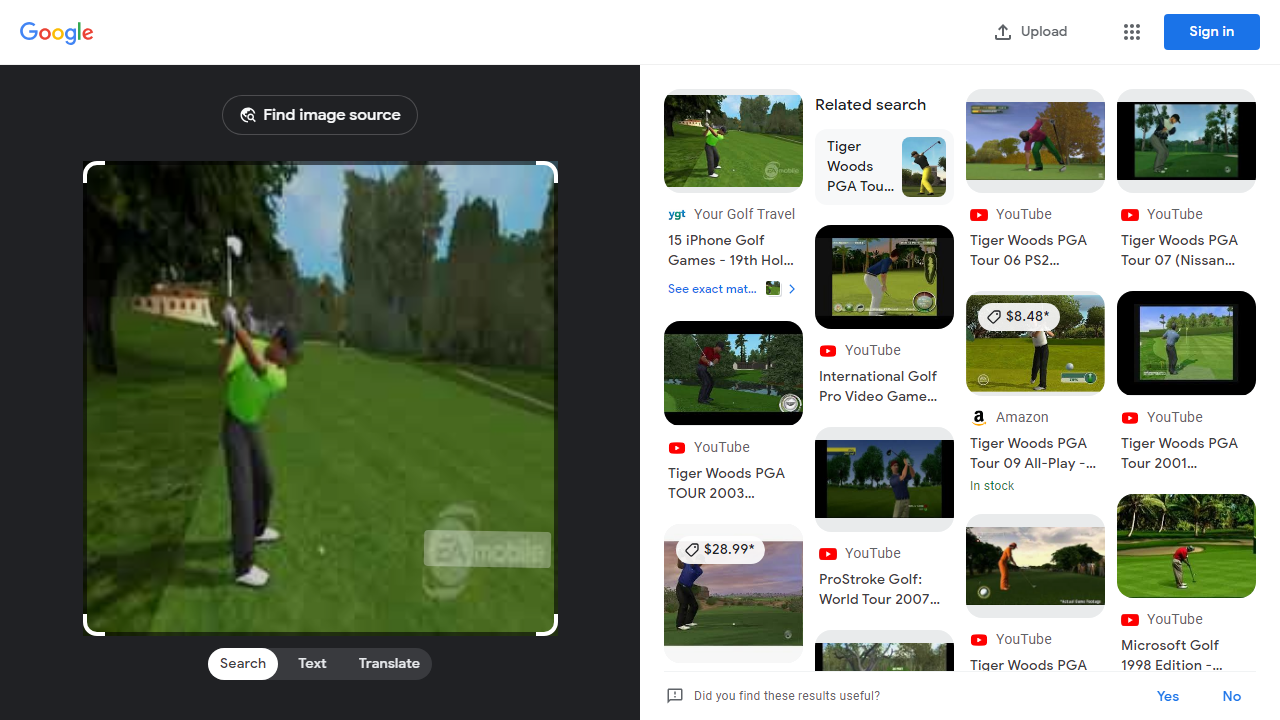 Google
Upload
Sign in
Find image source
EA mobile
Search
Text
Translate
EA mobile
Your Golf Travel
15 iPhone Golf
Games - 19th Hol...
See exact mat...
YouTube
Tiger Woods PGA
TOUR 2003...
$28.99*
Related search
Tiger
Woods
PGA Tou...
YouTube
International Golf
Pro Video Game...
YouTube
ProStroke Golf:
World Tour 2007...
YouTube
Tiger Woods PGA
Tour 06 PS2...
$8.48*
Amazon
Tiger Woods PGA
Tour 09 All-Play -...
In stock
YouTube
Tiger Woods PGA
YouTube
Tiger Woods PGA
Tour 07 (Nissan...
YouTube
Tiger Woods PGA
Tour 2001...
YouTube
Microsoft Golf
1998 Edition -...
Did you find these results useful?
Yes
No